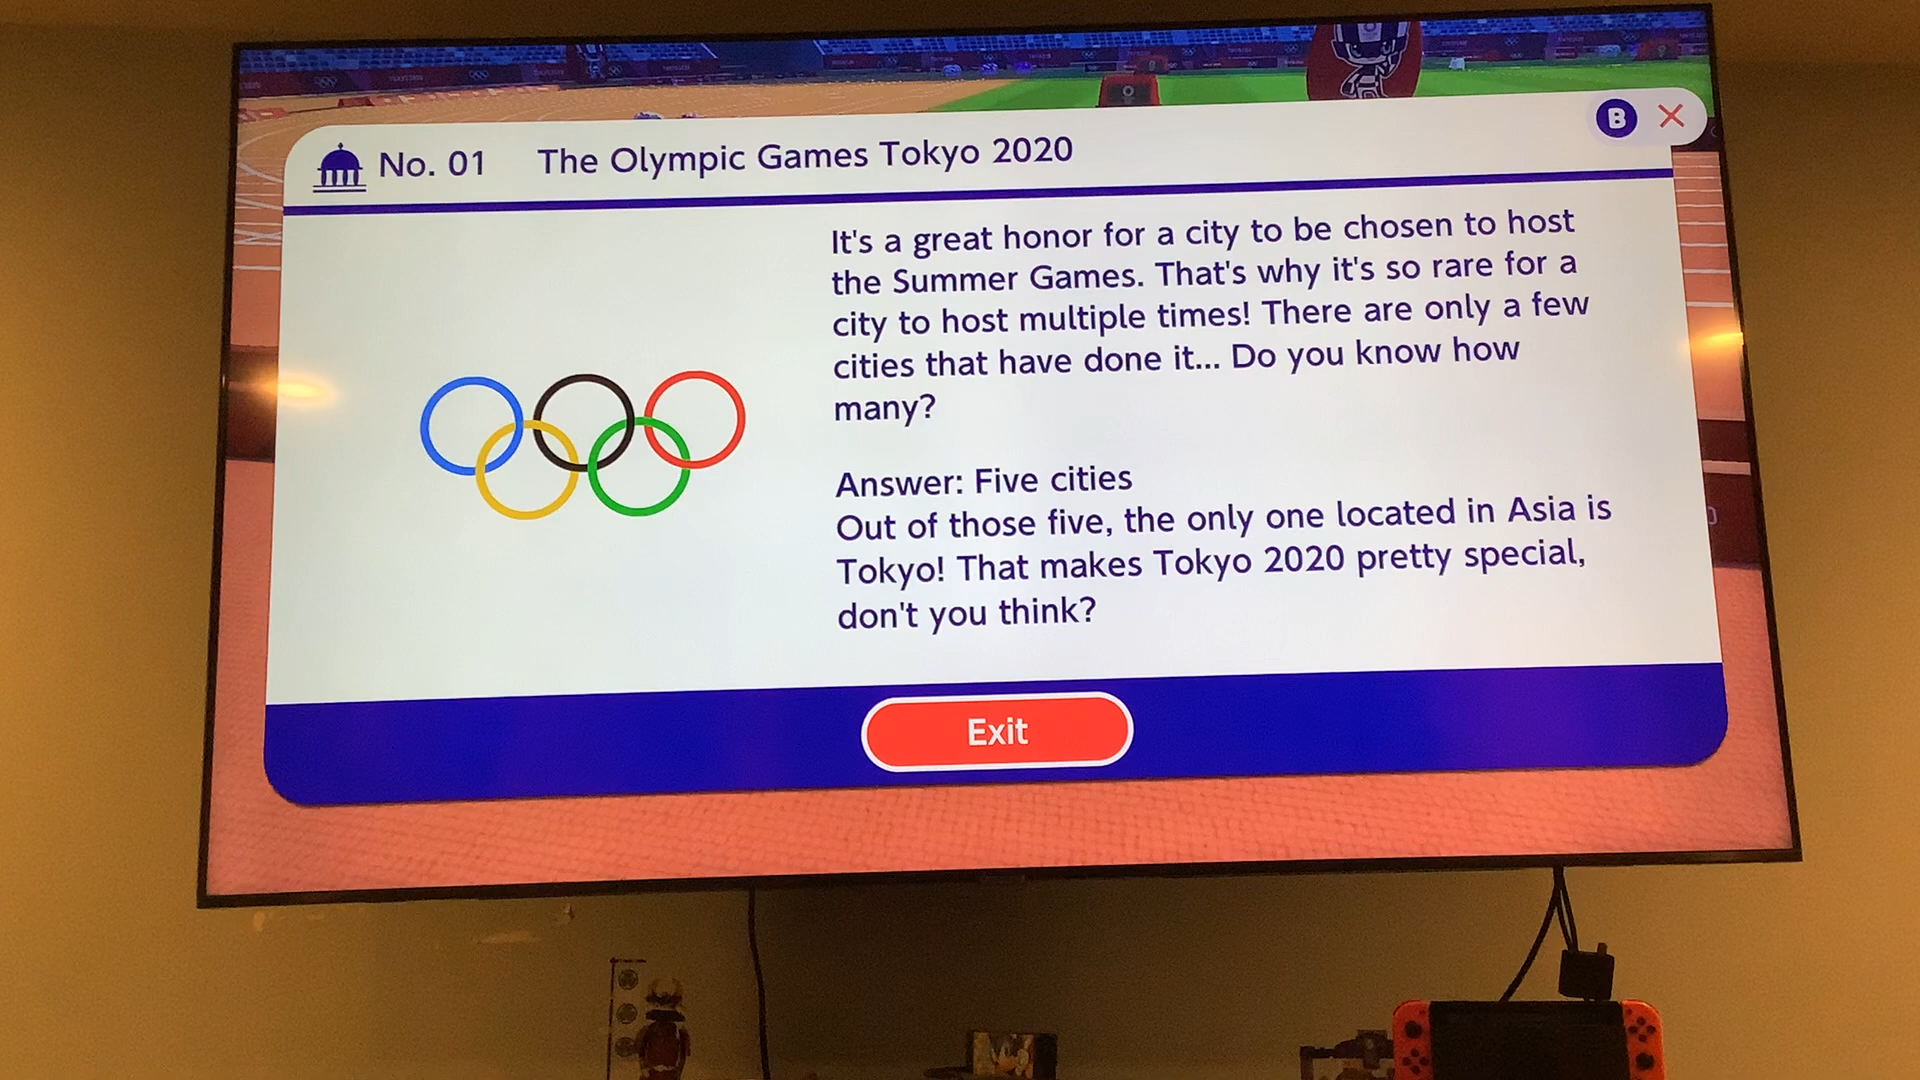 B
No. 01 The Olympic Games Tokyo 2020
It's a great honor for a city to be chosen to host
the Summer Games. That's why it's so rare for a
city to host multiple times! There are only a few
cities that have done it... Do you know how
many?
Answer: Five cities
Out of those five, the only one located in Asia is
Tokyo! That makes Tokyo 2020 pretty special,
don't you think?
Exit